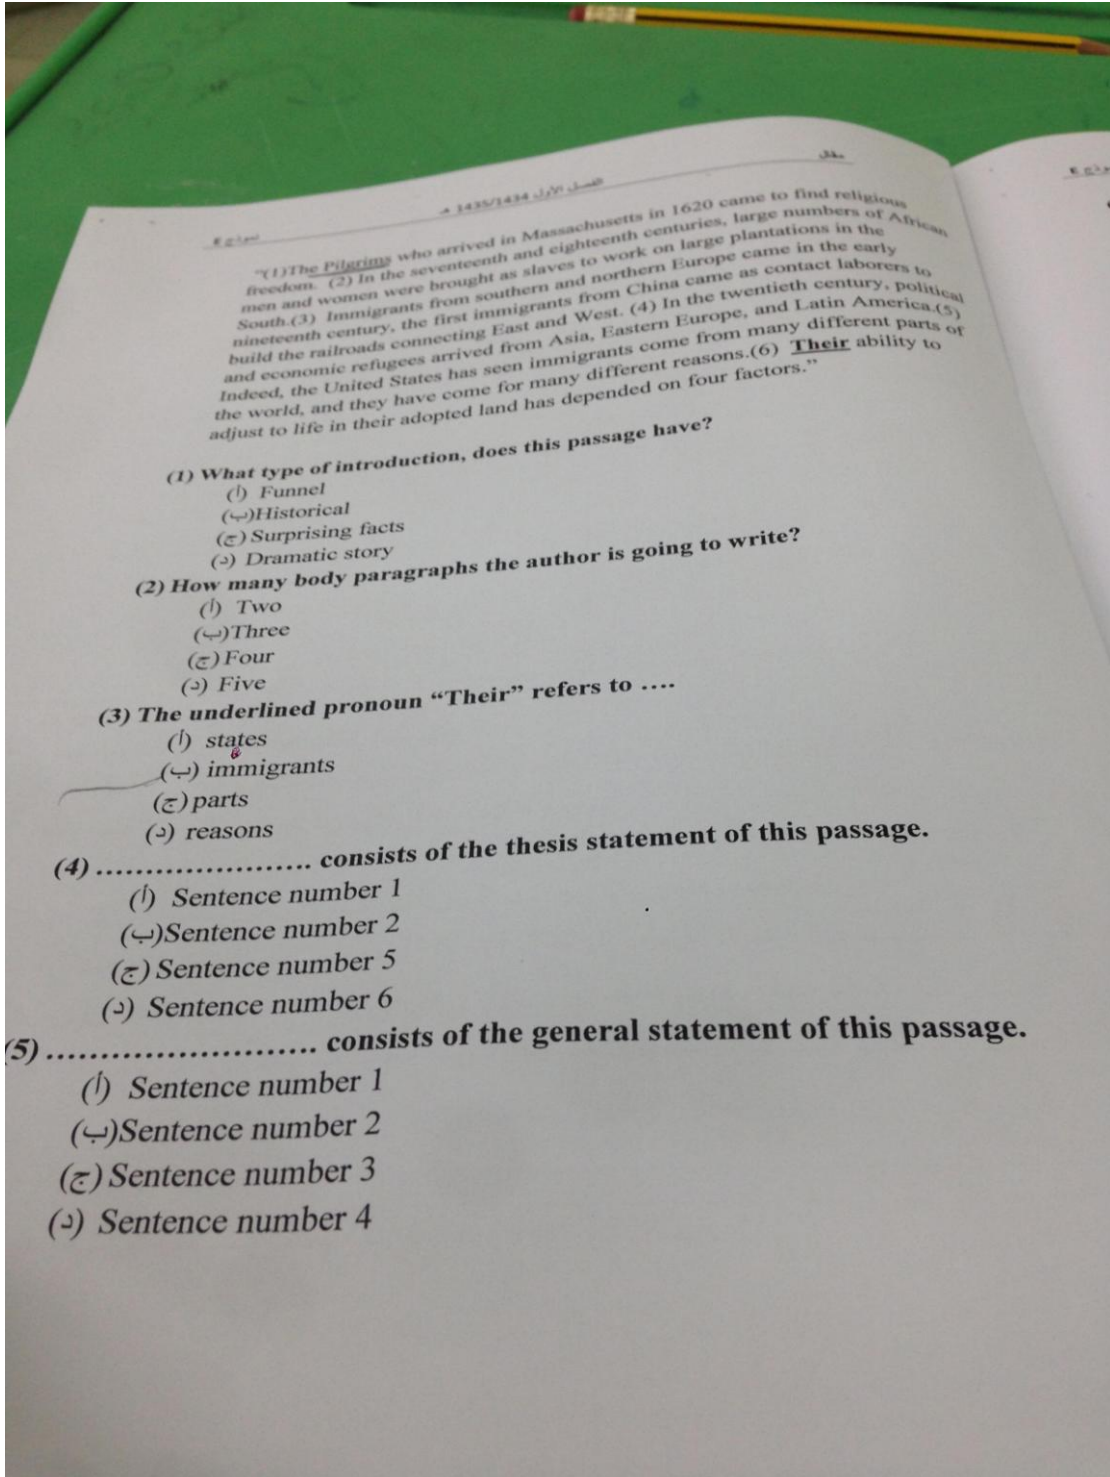 مقال
الفصل الأول 1435/1434 هـ
نموذج E
"(1)The Pilgrims who arrived in Massachusetts in 1620 came to find religious
freedom. (2) In the seventeenth and eighteenth centuries, large numbers of African
men and women were brought as slaves to work on large plantations in the
South.(3) Immigrants from southern and northern Europe came in the early
nineteenth century, the first immigrants from China came as contact laborers to
build the railroads connecting East and West. (4) In the twentieth century, political
and economic refugees arrived from Asia, Eastern Europe, and Latin America.(5)
Indeed, the United States has seen immigrants come from many different parts of
the world, and they have come for many different reasons.(6) Their ability to
adjust to life in their adopted land has depended on four factors."
(1) What type of introduction, does this passage have?
(أ) Funnel
(ب)Historical
(ج) Surprising facts
(د) Dramatic story
(2) How many body paragraphs the author is going to write?
(أ) Two
(ب)Three
(ج) Four
(د) Five
(3) The underlined pronoun “Their” refers to ....
(أ) states
(ب) immigrants
(ج) parts
(د) reasons
(4) ...................... consists of the thesis statement of this passage.
(أ) Sentence number 1
(ب)Sentence number 2
(ج) Sentence number 5
(د) Sentence number 6
(5) ......................... consists of the general statement of this passage.
(أ) Sentence number 1
(ب)Sentence number 2
(ج) Sentence number 3
(د) Sentence number 4